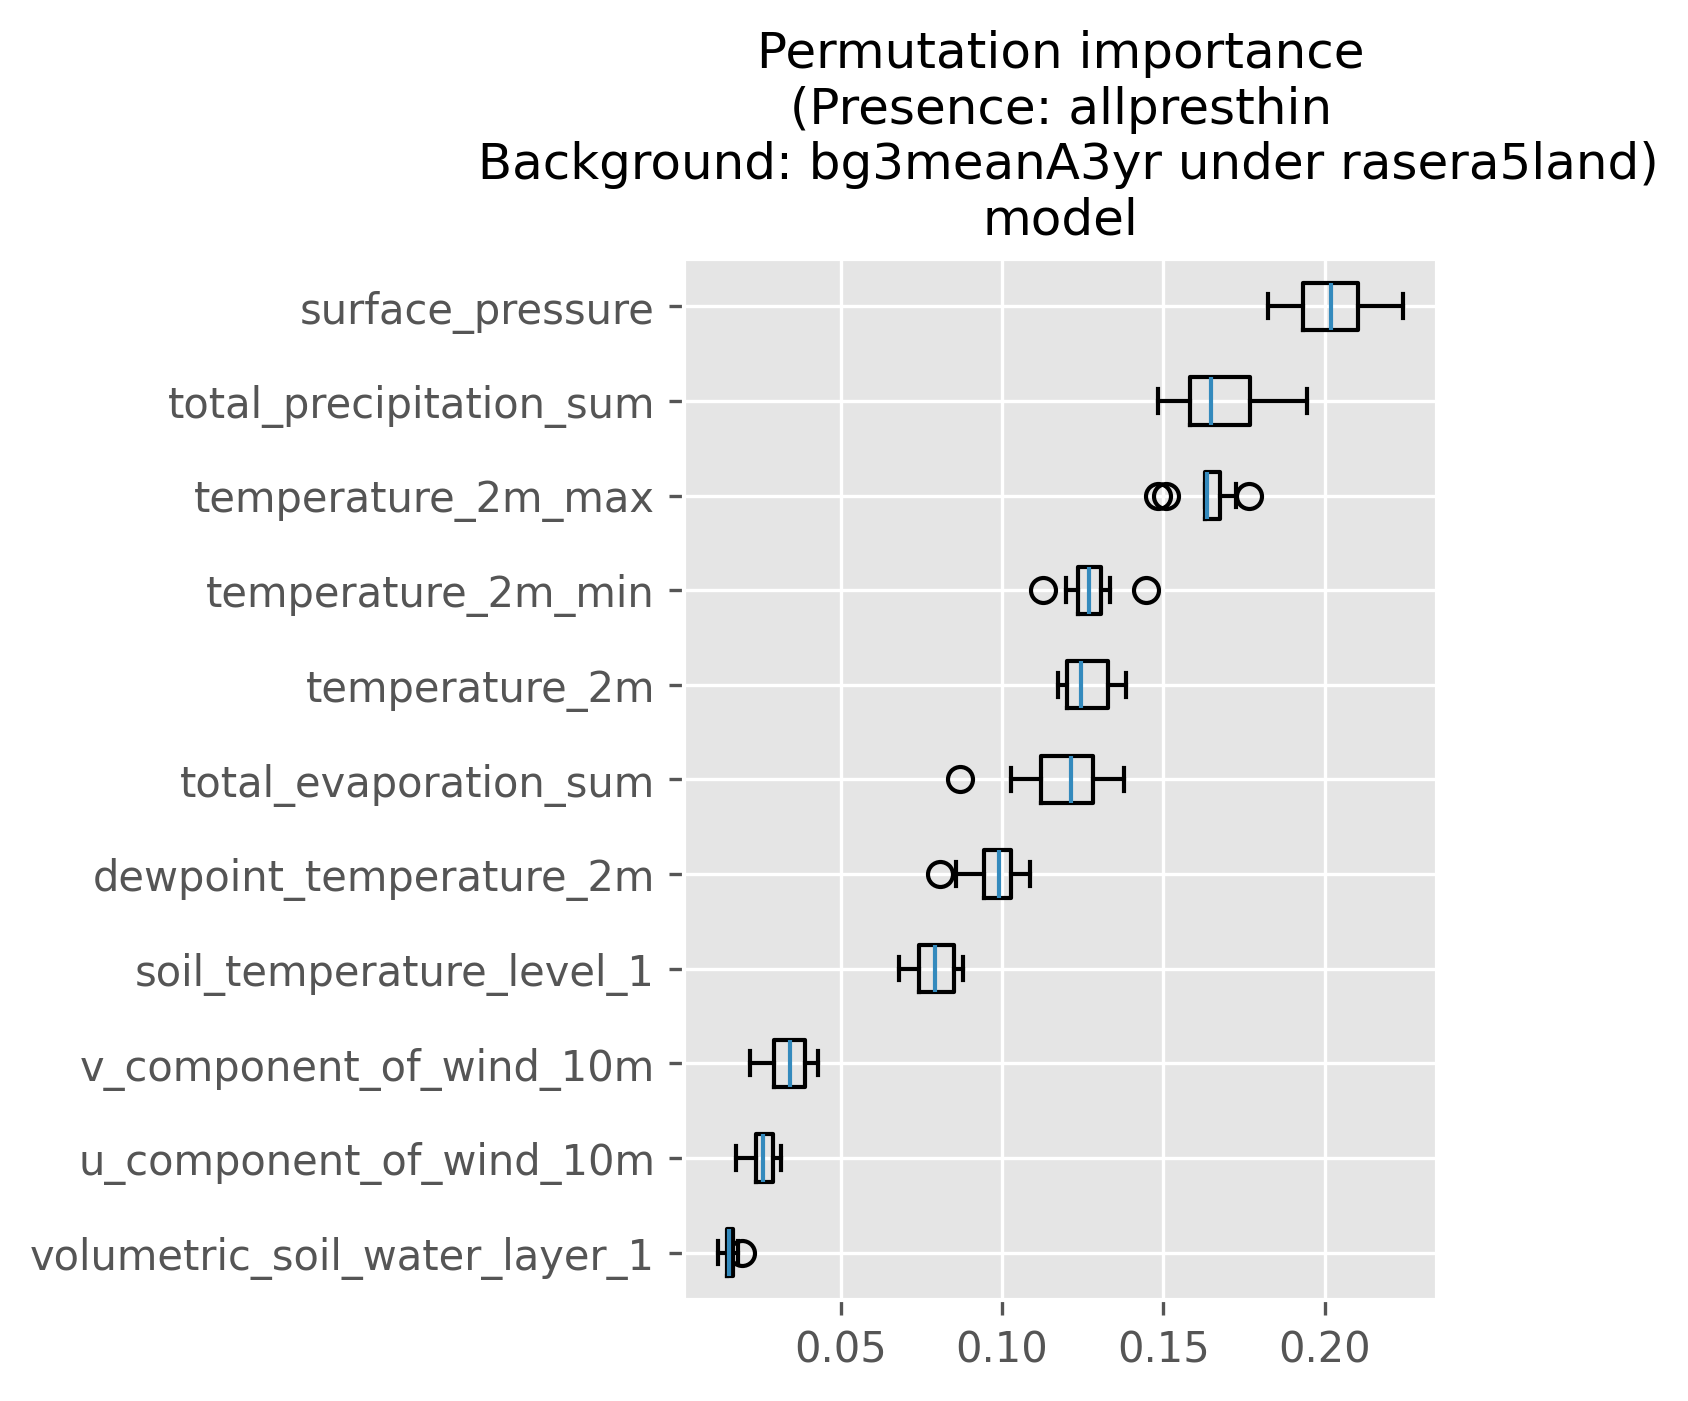 Permutation importance
(Presence: allpresthin
Background: bg3meanA3yr under rasera5land)
model
surface_pressure
total_precipitation_sum
temperature_2m_max
temperature_2m_min
temperature_2m
total_evaporation_sum
dewpoint_temperature_2m
soil_temperature_level_1
v_component_of_wind_10m
u_component_of_wind_10m
volumetric_soil_water_layer_1
0.05 0.10 0.15 0.20